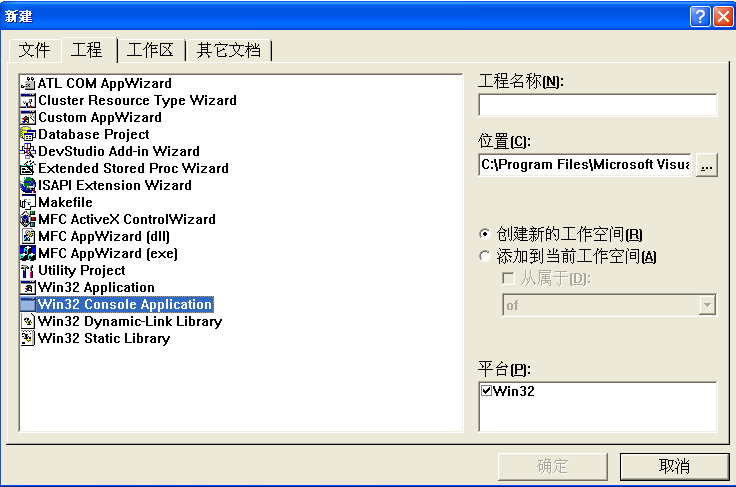 新建
文件 工程 工作区 其它文档
ATL COM AppWizard
Cluster Resource Type Wizard
Custom AppWizard
Database Project
DevStudio Add-in Wizard
Extended Stored Proc Wizard
ISAPI Extension Wizard
Makefile
MFC ActiveX ControlWizard
MFC AppWizard (dll)
MFC AppWizard (exe)
Utility Project
Win32 Application
Win32 Console Application
Win32 Dynamic-Link Library
Win32 Static Library
工程名称(N):
位置(C):
C:\Program Files\Microsoft Visua
...
创建新的工作空间(R)
添加到当前工作空间(A)
从属于(D):
of
平台(P):
Win32
确定 取消